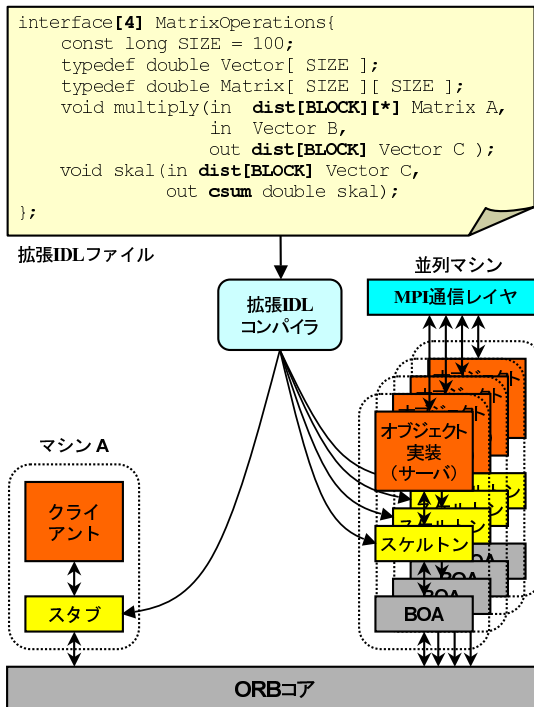 interface[4] MatrixOperations{
const long SIZE = 100;
typedef double Vector[ SIZE ];
typedef double Matrix[ SIZE ][ SIZE ];
void multiply(in dist[BLOCK][*] Matrix A,
in Vector B,
out dist[BLOCK] Vector C );
void skal(in dist[BLOCK] Vector C,
out csum double skal);
};
拡張IDLファイル
拡張IDL
コンパイラ
並列マシン
MPI通信レイヤ
オブジェクト
実装
(サーバ)
スケルトン
BOA
BOA
BOA
マシン A
クライ
アント
スタブ
ORBコア